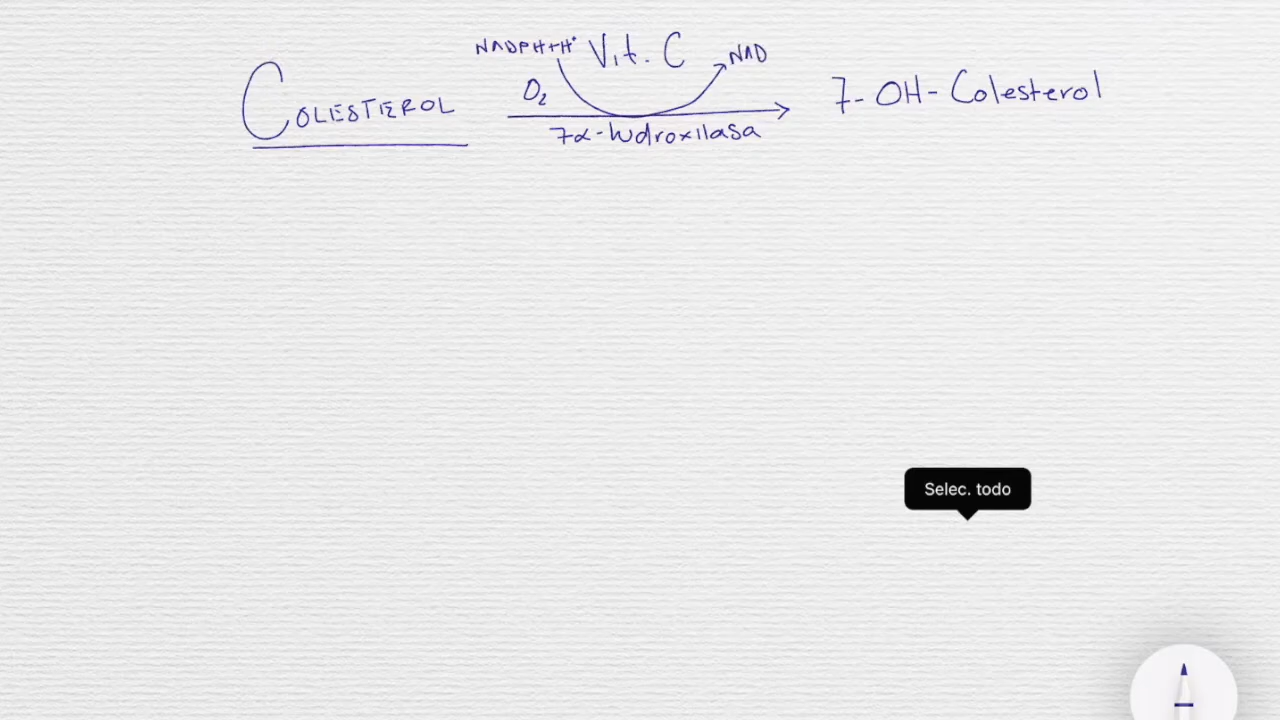 NADPH+H⁺ Vit. C NAD
COLESTEROL O₂ 7-OH-Colesterol
7α-hidroxilasa
Selec. todo